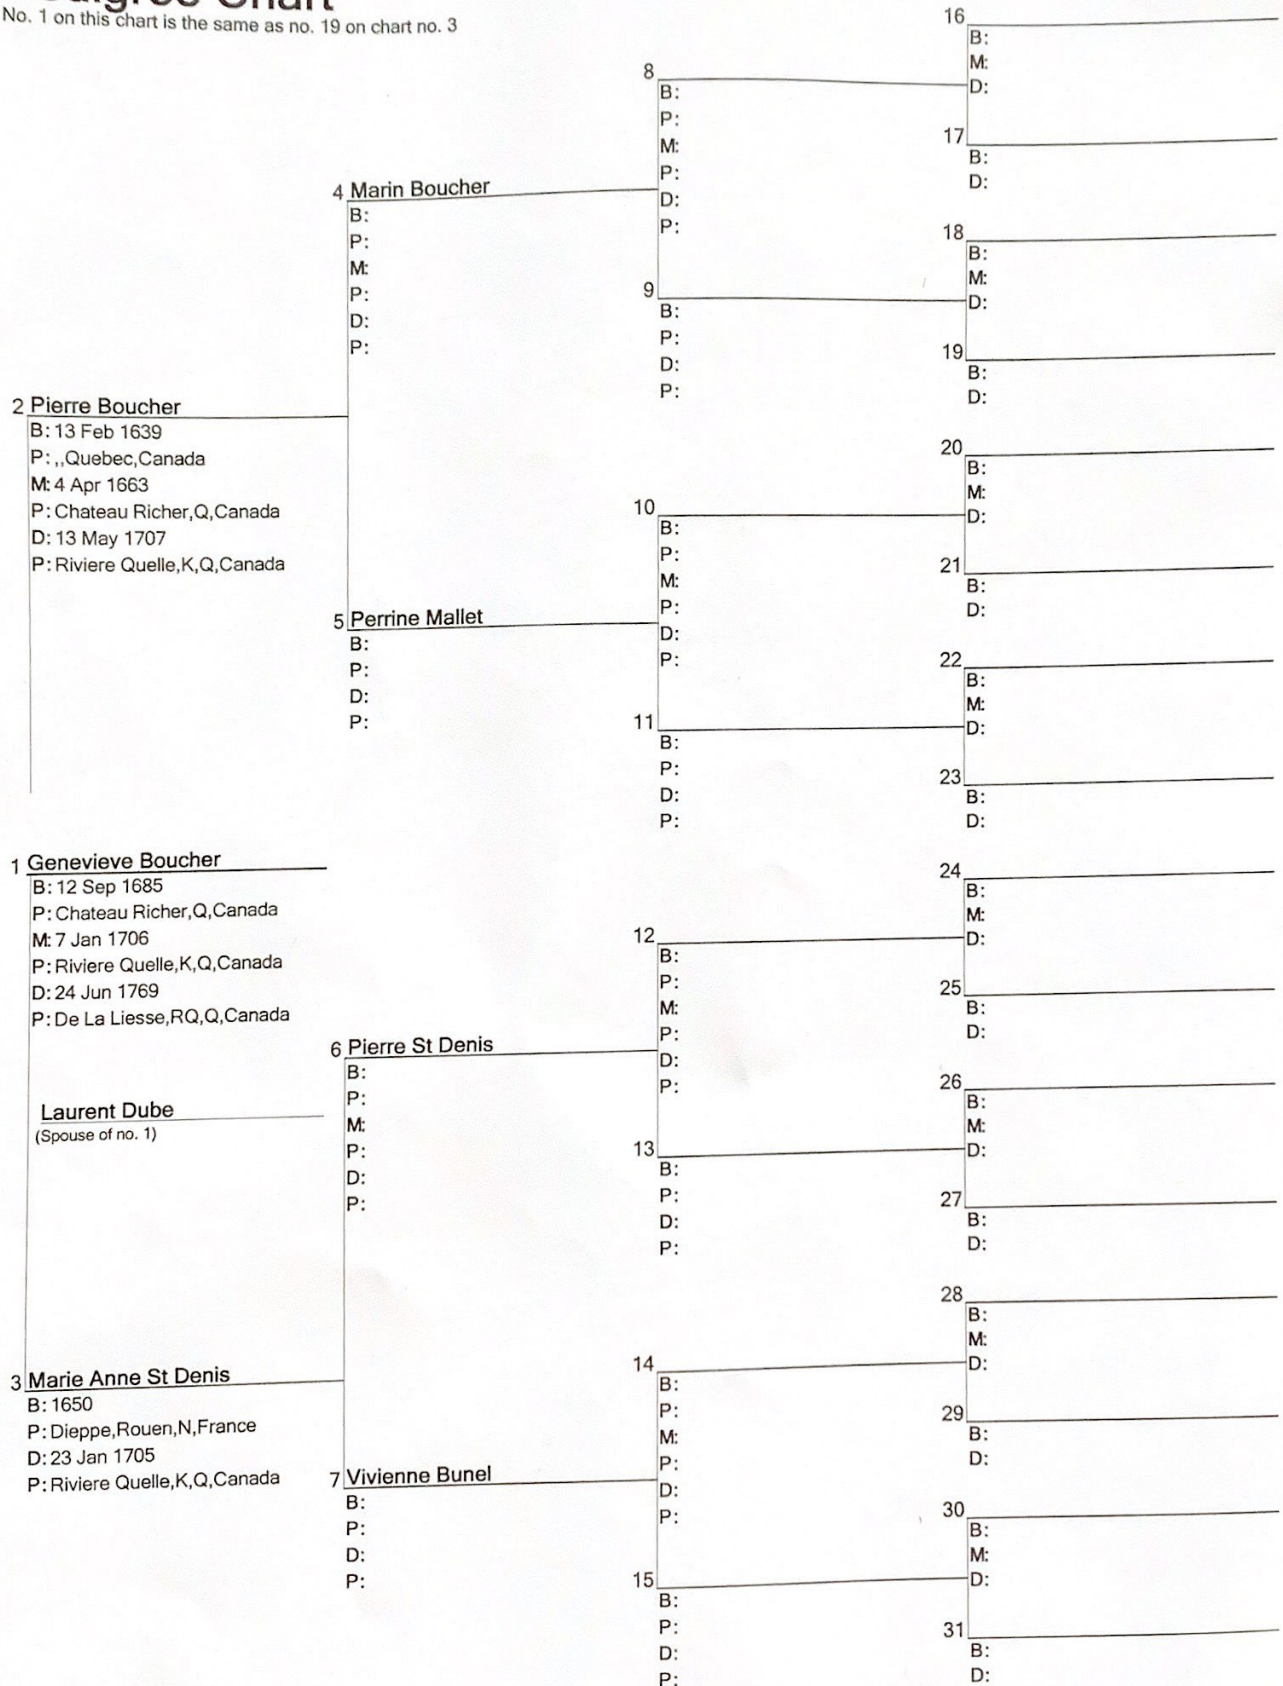 Chart
No. 1 on this chart is the same as no. 19 on chart no. 3
2 Pierre Boucher
B: 13 Feb 1639
P: ,,Quebec,Canada
M: 4 Apr 1663
P: Chateau Richer,Q,Canada
D: 13 May 1707
P: Riviere Quelle,K,Q,Canada
1 Genevieve Boucher
B: 12 Sep 1685
P: Chateau Richer,Q,Canada
M: 7 Jan 1706
P: Riviere Quelle,K,Q,Canada
D: 24 Jun 1769
P: De La Liesse,RQ,Q,Canada
Laurent Dube
(Spouse of no. 1)
3 Marie Anne St Denis
B: 1650
P: Dieppe,Rouen,N,France
D: 23 Jan 1705
P: Riviere Quelle,K,Q,Canada
4 Marin Boucher
B:
P:
M:
P:
D:
P:
5 Perrine Mallet
B:
P:
D:
P:
6 Pierre St Denis
B:
P:
M:
P:
D:
P:
7 Vivienne Bunel
B:
P:
D:
P:
8
B:
P:
M:
P:
D:
P:
9
B:
P:
D:
P:
10
B:
P:
M:
P:
D:
P:
11
B:
P:
D:
P:
12
B:
P:
M:
P:
D:
P:
13
B:
P:
D:
P:
14
B:
P:
M:
P:
D:
P:
15
B:
P:
D:
P:
16
B:
M:
D:
17
B:
D:
18
B:
M:
D:
19
B:
D:
20
B:
M:
D:
21
B:
D:
22
B:
M:
D:
23
B:
D:
24
B:
M:
D:
25
B:
D:
26
B:
M:
D:
27
B:
D:
28
B:
M:
D:
29
B:
D:
30
B:
M:
D:
31
B:
D: